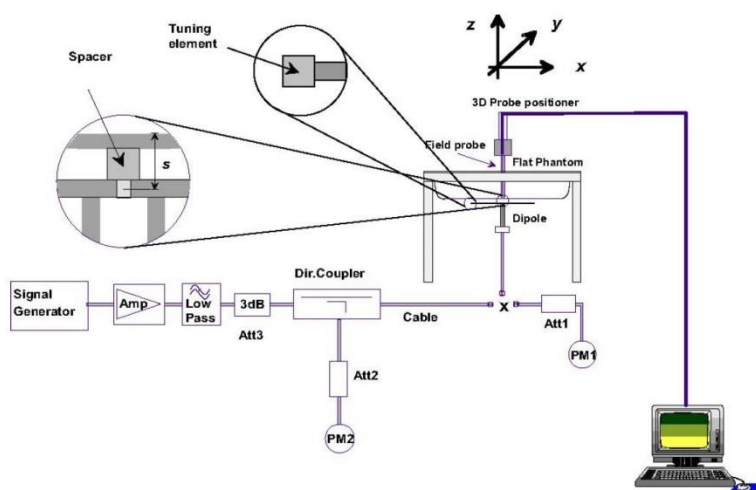 Tuning
element
z
y
x
Spacer
3D Probe positioner
Field probe
Flat Phantom
s
Dipole
Dir.Coupler
Signal
Generator
Amp
Low
Pass
3dB
Att3
Cable
x
Att1
PM1
Att2
PM2